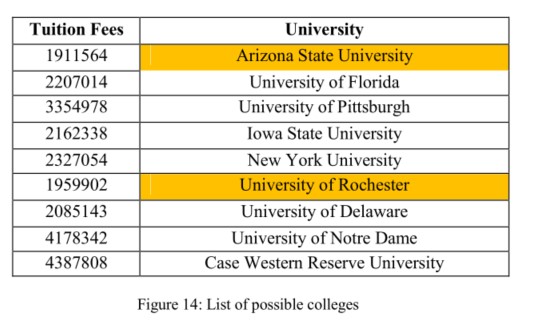 Tuition Fees University
1911564 Arizona State University
2207014 University of Florida
3354978 University of Pittsburgh
2162338 Iowa State University
2327054 New York University
1959902 University of Rochester
2085143 University of Delaware
4178342 University of Notre Dame
4387808 Case Western Reserve University
Figure 14: List of possible colleges